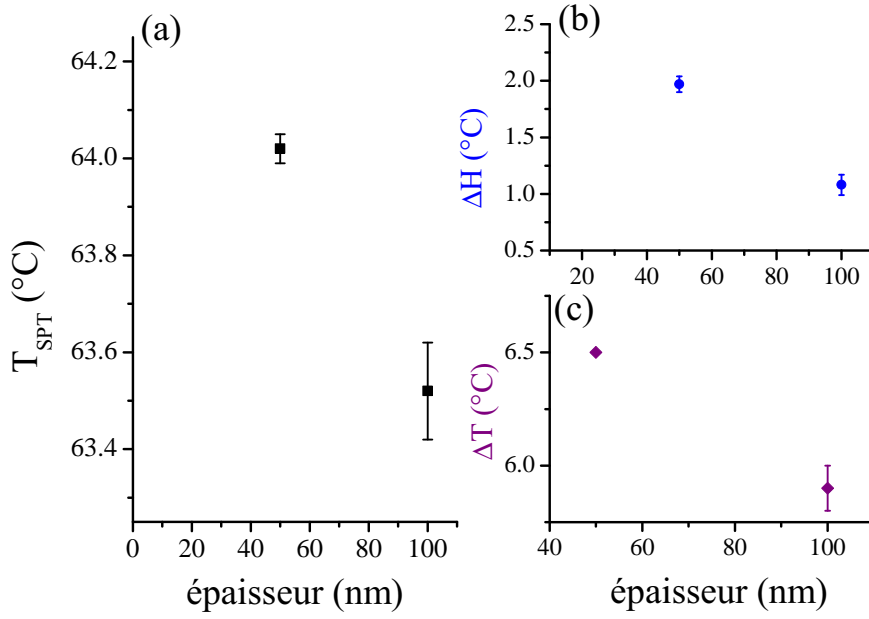 (a)
64.2
64.0
63.8
63.6
63.4
T_SPT (°C)
0 20 40 60 80 100
épaisseur (nm)
(b)
2.5
2.0
1.5
1.0
0.5
ΔH (°C)
20 40 60 80 100
(c)
6.5
6.0
ΔT (°C)
40 60 80 100
épaisseur (nm)